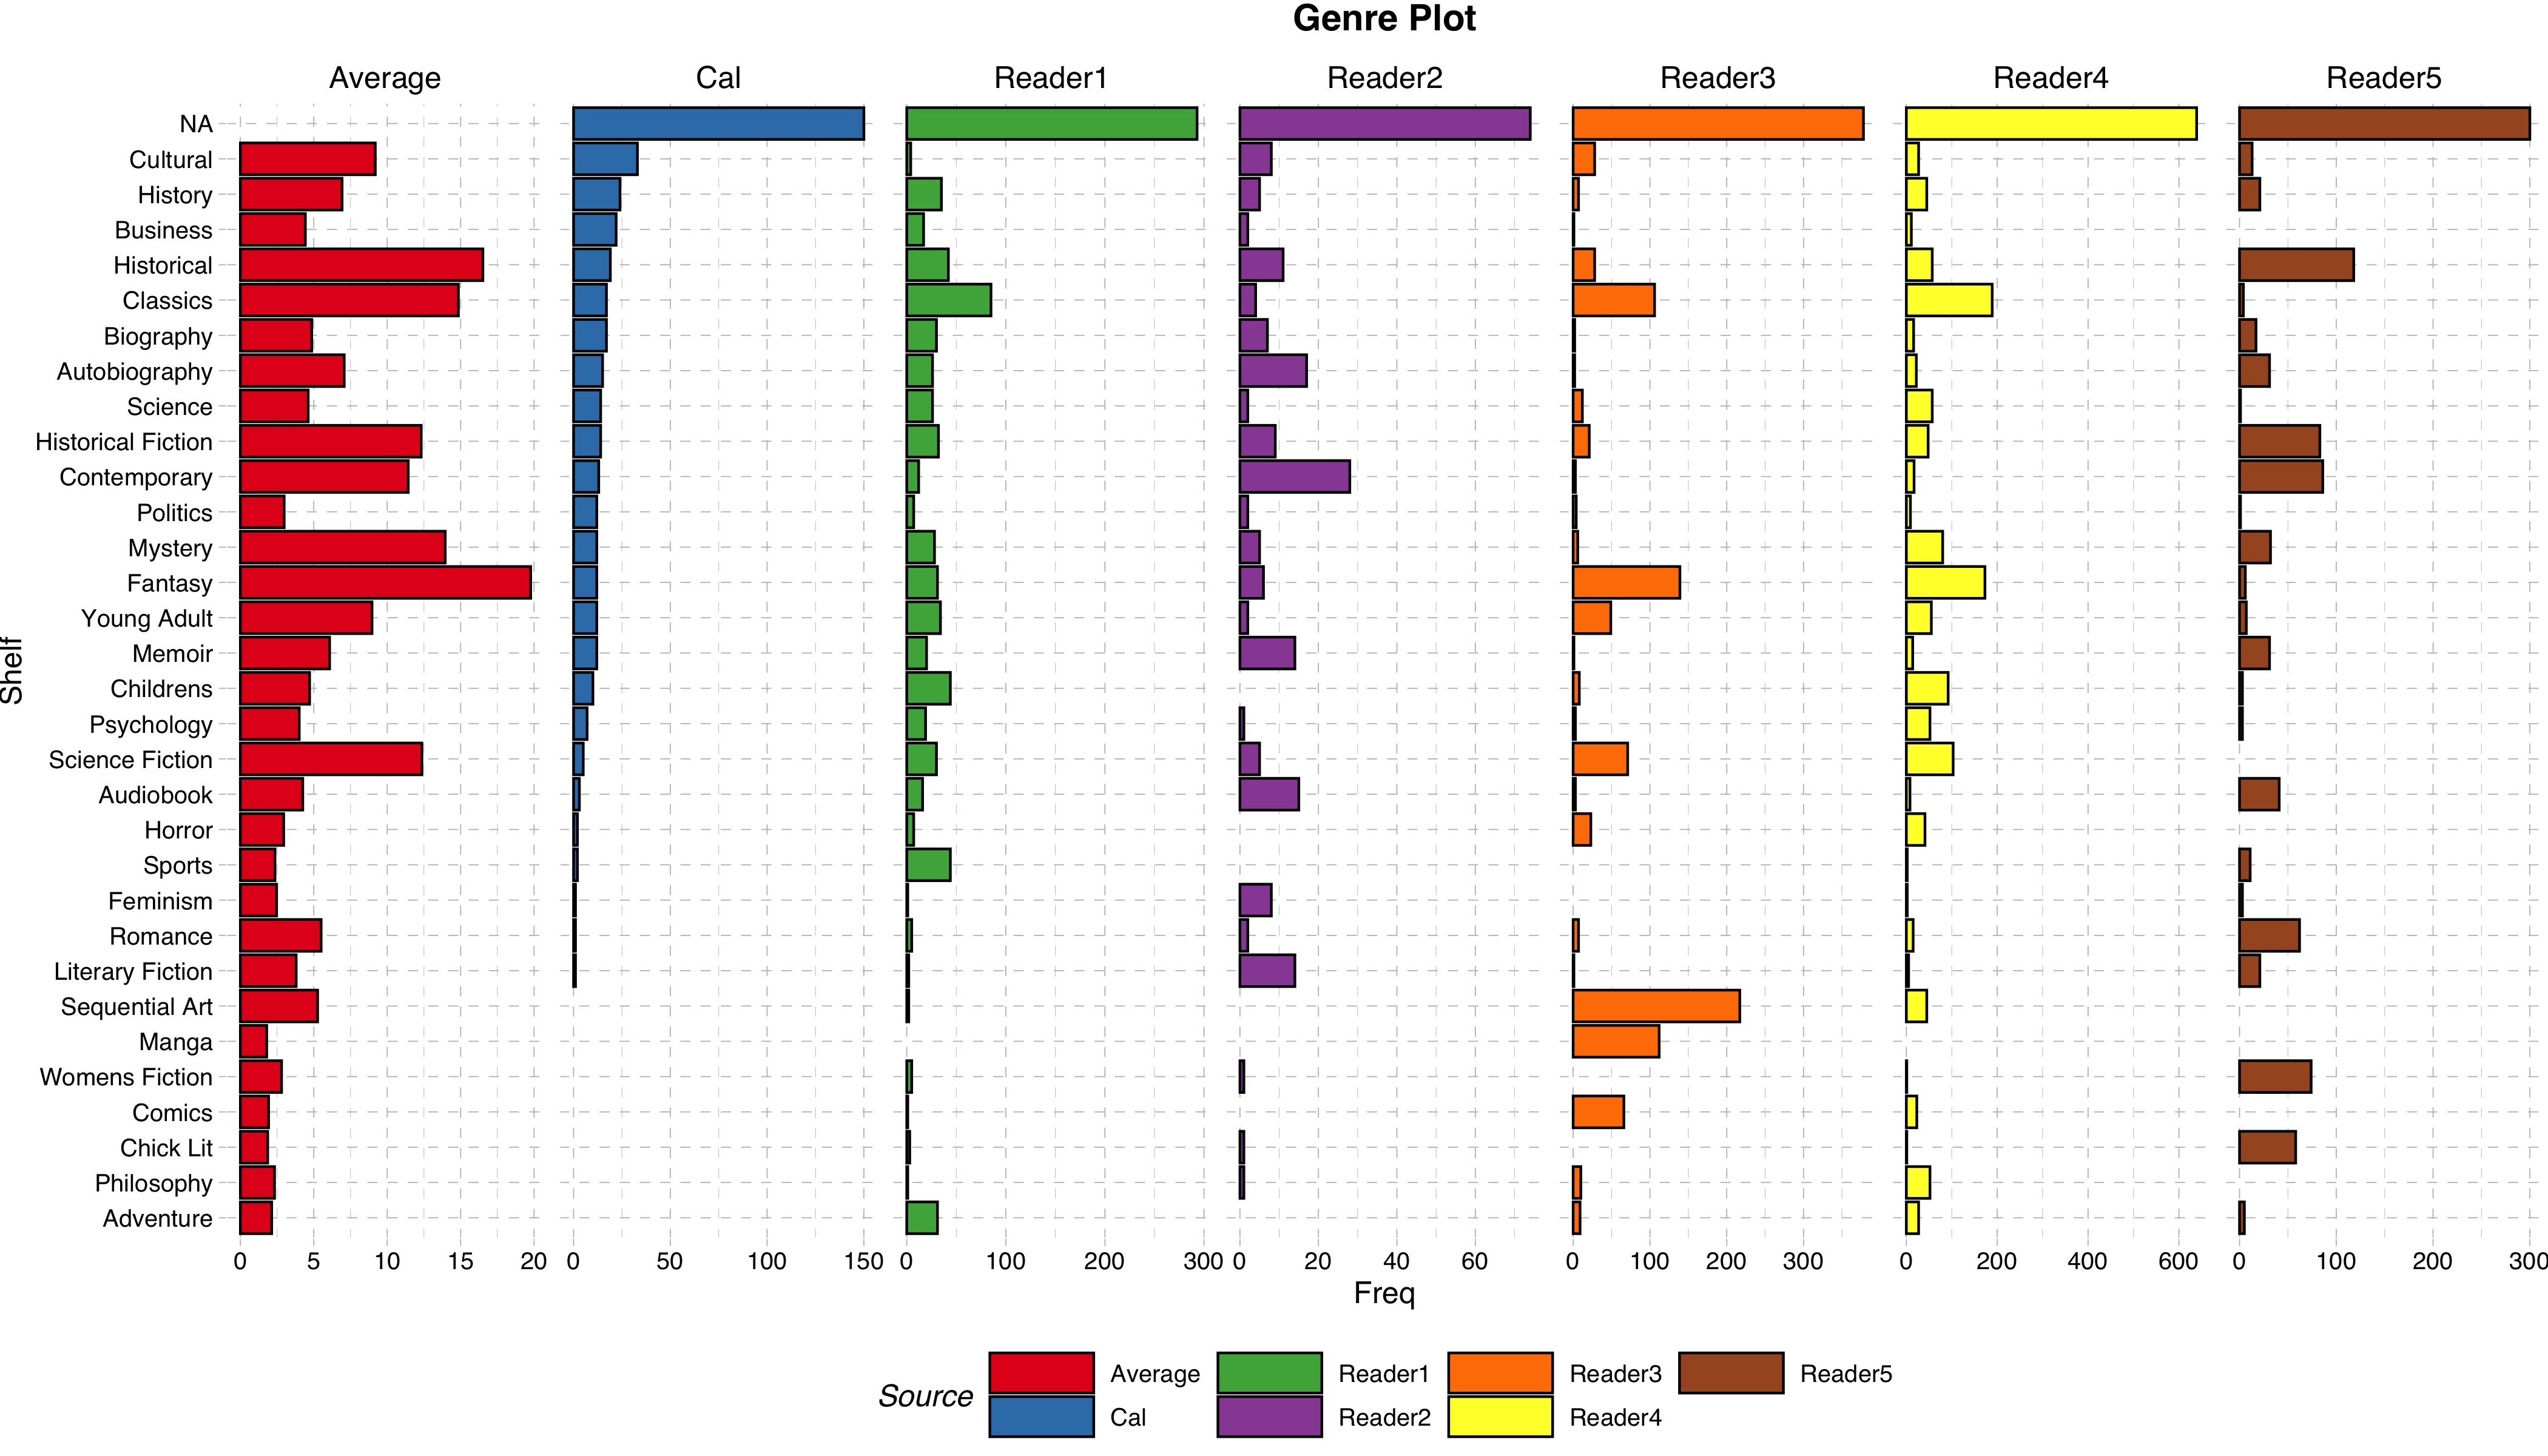 Genre Plot
Average Cal Reader1 Reader2 Reader3 Reader4 Reader5
NA
Cultural
History
Business
Historical
Classics
Biography
Autobiography
Science
Historical Fiction
Contemporary
Politics
Mystery
Fantasy
Young Adult
Memoir
Childrens
Psychology
Science Fiction
Audiobook
Horror
Sports
Feminism
Romance
Literary Fiction
Sequential Art
Manga
Womens Fiction
Comics
Chick Lit
Philosophy
Adventure
Shelf
0 5 10 15 20 0 50 100 150 0 100 200 300 0 20 40 60 0 100 200 300 0 200 400 600 0 100 200 300
Freq
Source
Average Reader1 Reader3 Reader5
Cal Reader2 Reader4